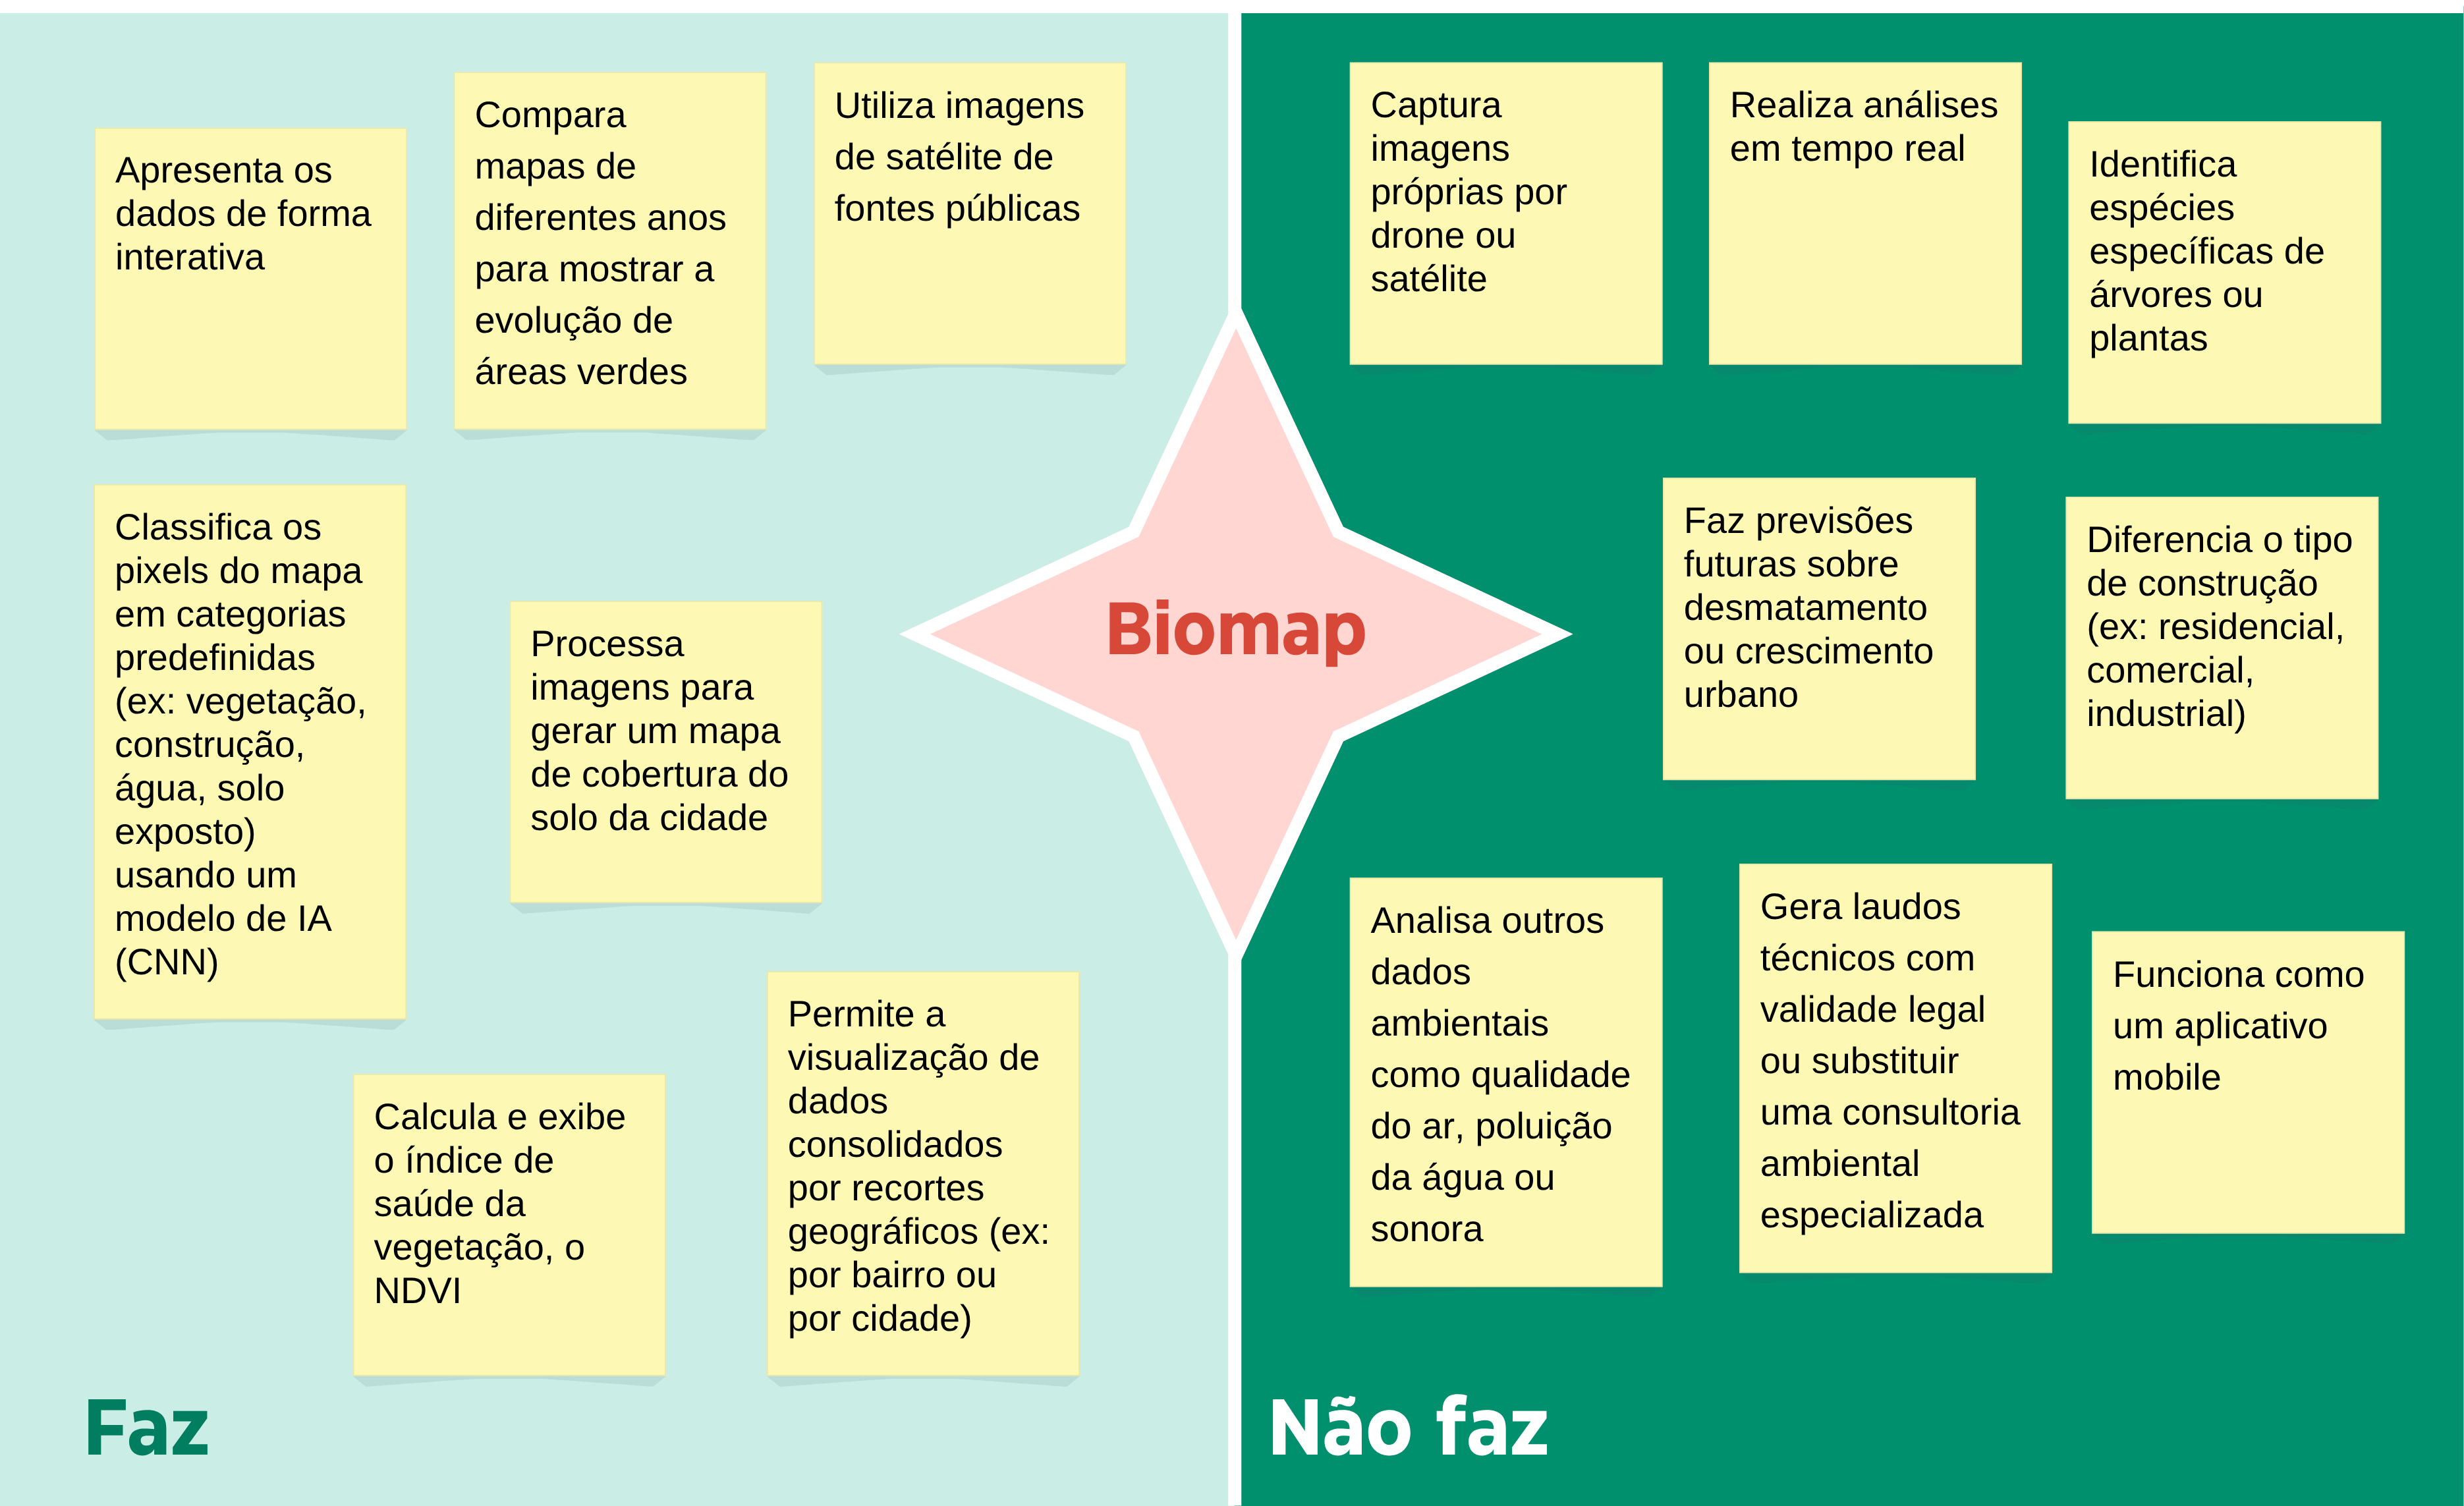 Apresenta os
dados de forma
interativa
Compara
mapas de
diferentes anos
para mostrar a
evolução de
áreas verdes
Utiliza imagens
de satélite de
fontes públicas
Classifica os
pixels do mapa
em categorias
predefinidas
(ex: vegetação,
construção,
água, solo
exposto)
usando um
modelo de IA
(CNN)
Processa
imagens para
gerar um mapa
de cobertura do
solo da cidade
Calcula e exibe
o índice de
saúde da
vegetação, o
NDVI
Permite a
visualização de
dados
consolidados
por recortes
geográficos (ex:
por bairro ou
por cidade)
Faz
Biomap
Captura
imagens
próprias por
drone ou
satélite
Realiza análises
em tempo real
Identifica
espécies
específicas de
árvores ou
plantas
Faz previsões
futuras sobre
desmatamento
ou crescimento
urbano
Diferencia o tipo
de construção
(ex: residencial,
comercial,
industrial)
Analisa outros
dados
ambientais
como qualidade
do ar, poluição
da água ou
sonora
Gera laudos
técnicos com
validade legal
ou substituir
uma consultoria
ambiental
especializada
Funciona como
um aplicativo
mobile
Não faz